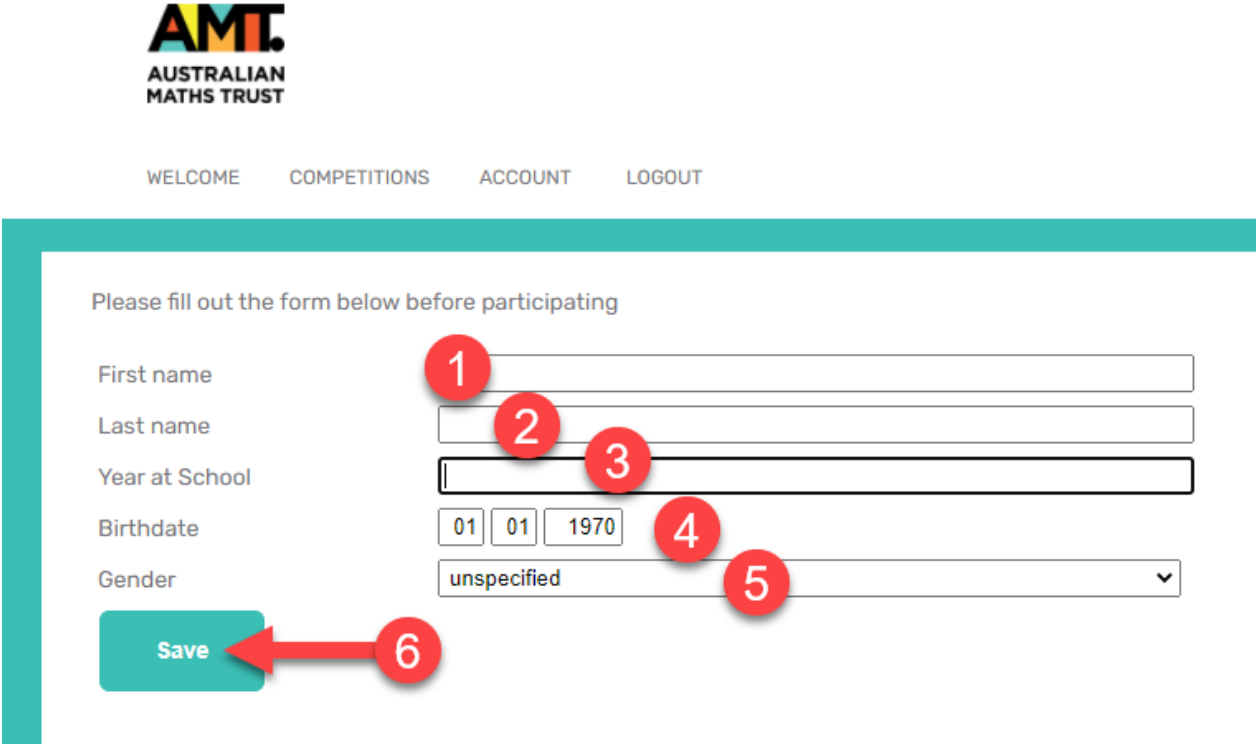 AMT.
AUSTRALIAN
MATHS TRUST
WELCOME COMPETITIONS ACCOUNT LOGOUT
Please fill out the form below before participating
First name 1
Last name 2
Year at School 3
Birthdate 01 01 1970 4
Gender unspecified 5
Save 6